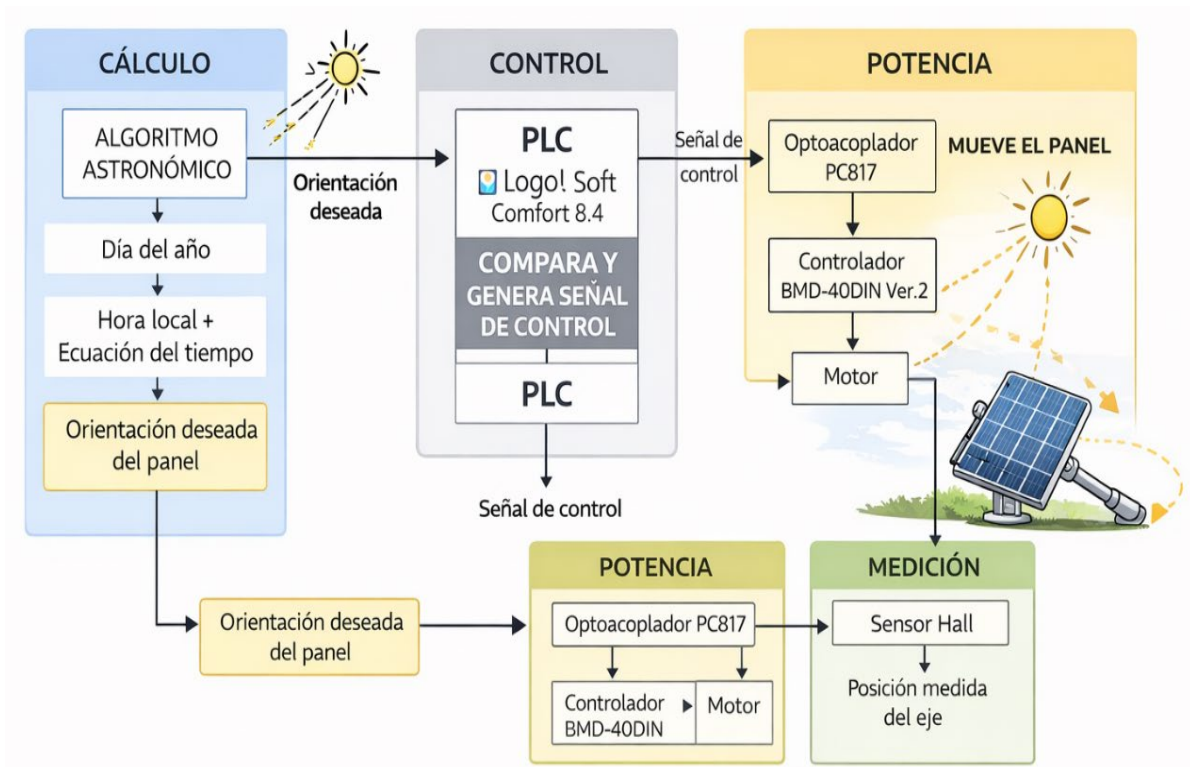 CÁLCULO
ALGORITMO
ASTRONÓMICO
Día del año
Hora local +
Ecuación del tiempo
Orientación deseada
del panel
Orientación
deseada
CONTROL
PLC
Logo! Soft
Comfort 8.4
COMPARA Y
GENERA SEÑAL
DE CONTROL
PLC
Señal de control
Señal de
control
POTENCIA
Optoacoplador
PC817
MUEVE EL PANEL
Controlador
BMD-40DIN Ver.2
Motor
Orientación deseada
del panel
POTENCIA
Optoacoplador PC817
Controlador
BMD-40DIN
Motor
MEDICIÓN
Sensor Hall
Posición medida
del eje